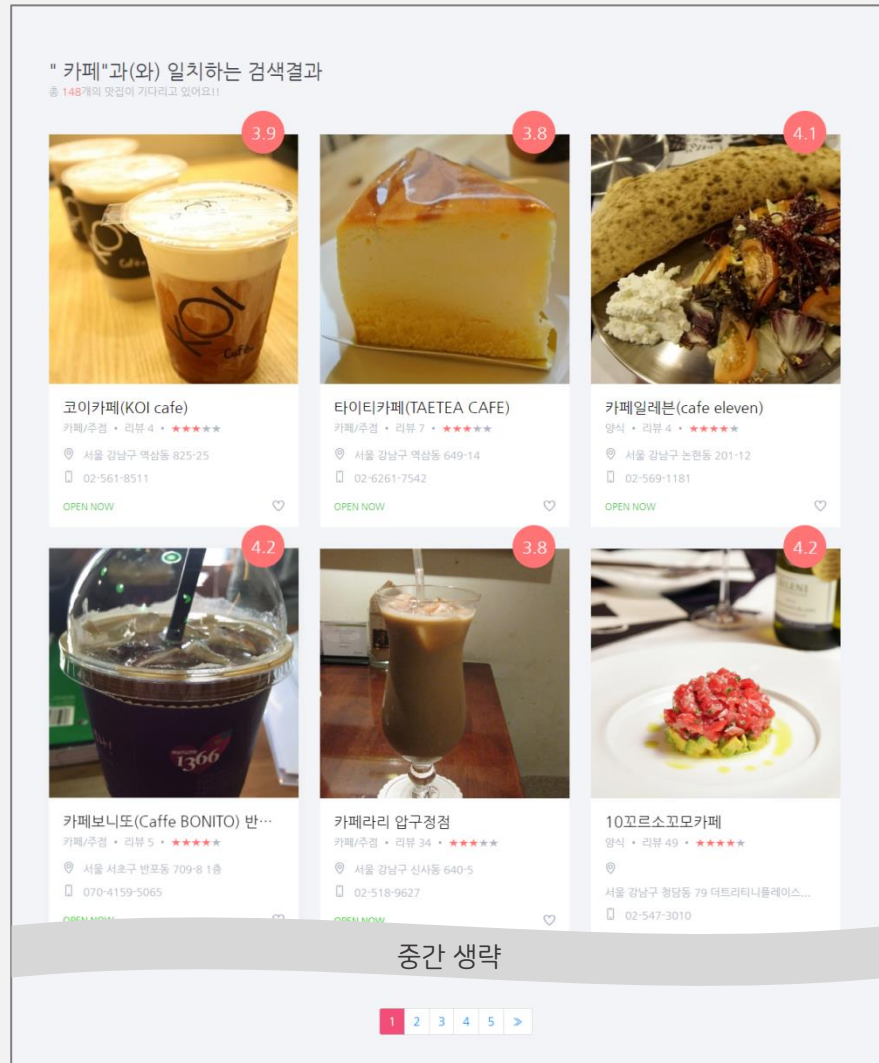 " 카페"과(와) 일치하는 검색결과
총 148개의 맛집이 기다리고 있어요!!
3.9
KOI
Cafe
코이카페(KOI cafe)
카페/주점 • 리뷰 4 • ★★★★★
서울 강남구 역삼동 825-25
02-561-8511
OPEN NOW
3.8
타이티카페(TAETEA CAFE)
카페/주점 • 리뷰 7 • ★★★★★
서울 강남구 역삼동 649-14
02-6261-7542
OPEN NOW
4.1
카페일레븐(cafe eleven)
양식 • 리뷰 4 • ★★★★★
서울 강남구 논현동 201-12
02-569-1181
OPEN NOW
4.2
1366
카페보니또(Caffe BONITO) 반…
카페/주점 • 리뷰 5 • ★★★★★
서울 서초구 반포동 709-8 1층
070-4159-5065
OPEN NOW
3.8
카페라리 압구정점
카페/주점 • 리뷰 34 • ★★★★★
서울 강남구 신사동 640-5
02-518-9627
OPEN NOW
4.2
10꼬르소꼬모카페
양식 • 리뷰 49 • ★★★★★
서울 강남구 청담동 79 더트리티니플레이스...
02-547-3010
중간 생략
1 2 3 4 5 »